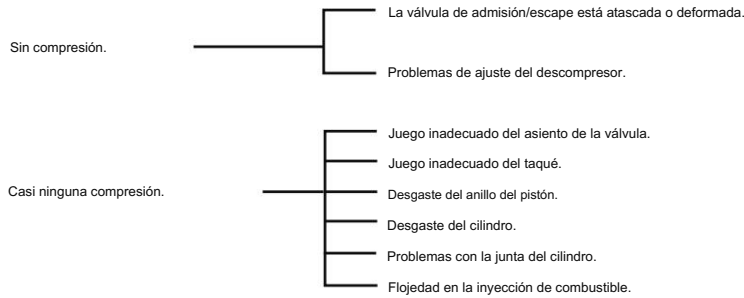 Sin compresión.
La válvula de admisión/escape está atascada o deformada.
Problemas de ajuste del descompresor.
Casi ninguna compresión.
Juego inadecuado del asiento de la válvula.
Juego inadecuado del taqué.
Desgaste del anillo del pistón.
Desgaste del cilindro.
Problemas con la junta del cilindro.
Flojedad en la inyección de combustible.